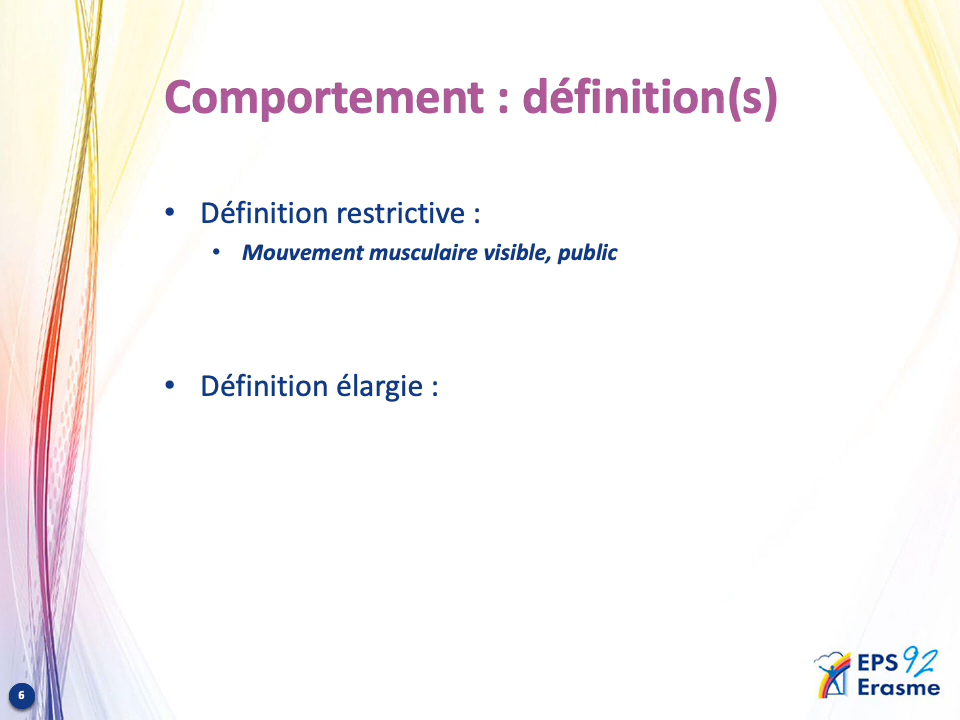 Comportement : définition(s)
• Définition restrictive :
• Mouvement musculaire visible, public
• Définition élargie :
6
EPS 92
Erasme